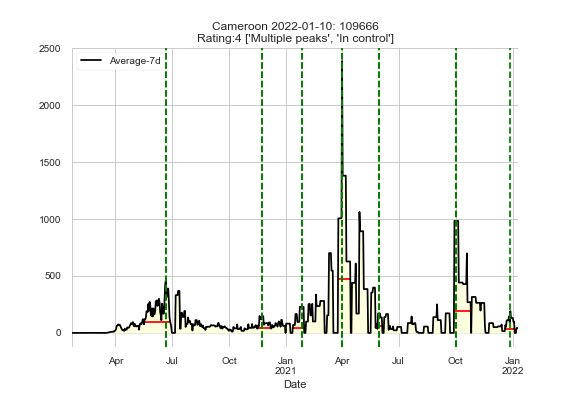 Cameroon 2022-01-10: 109666
Rating:4 ['Multiple peaks', 'In control']
Average-7d
2500
2000
1500
1000
500
0
Apr Jul Oct Jan Apr Jul Oct Jan
2021 2022
Date